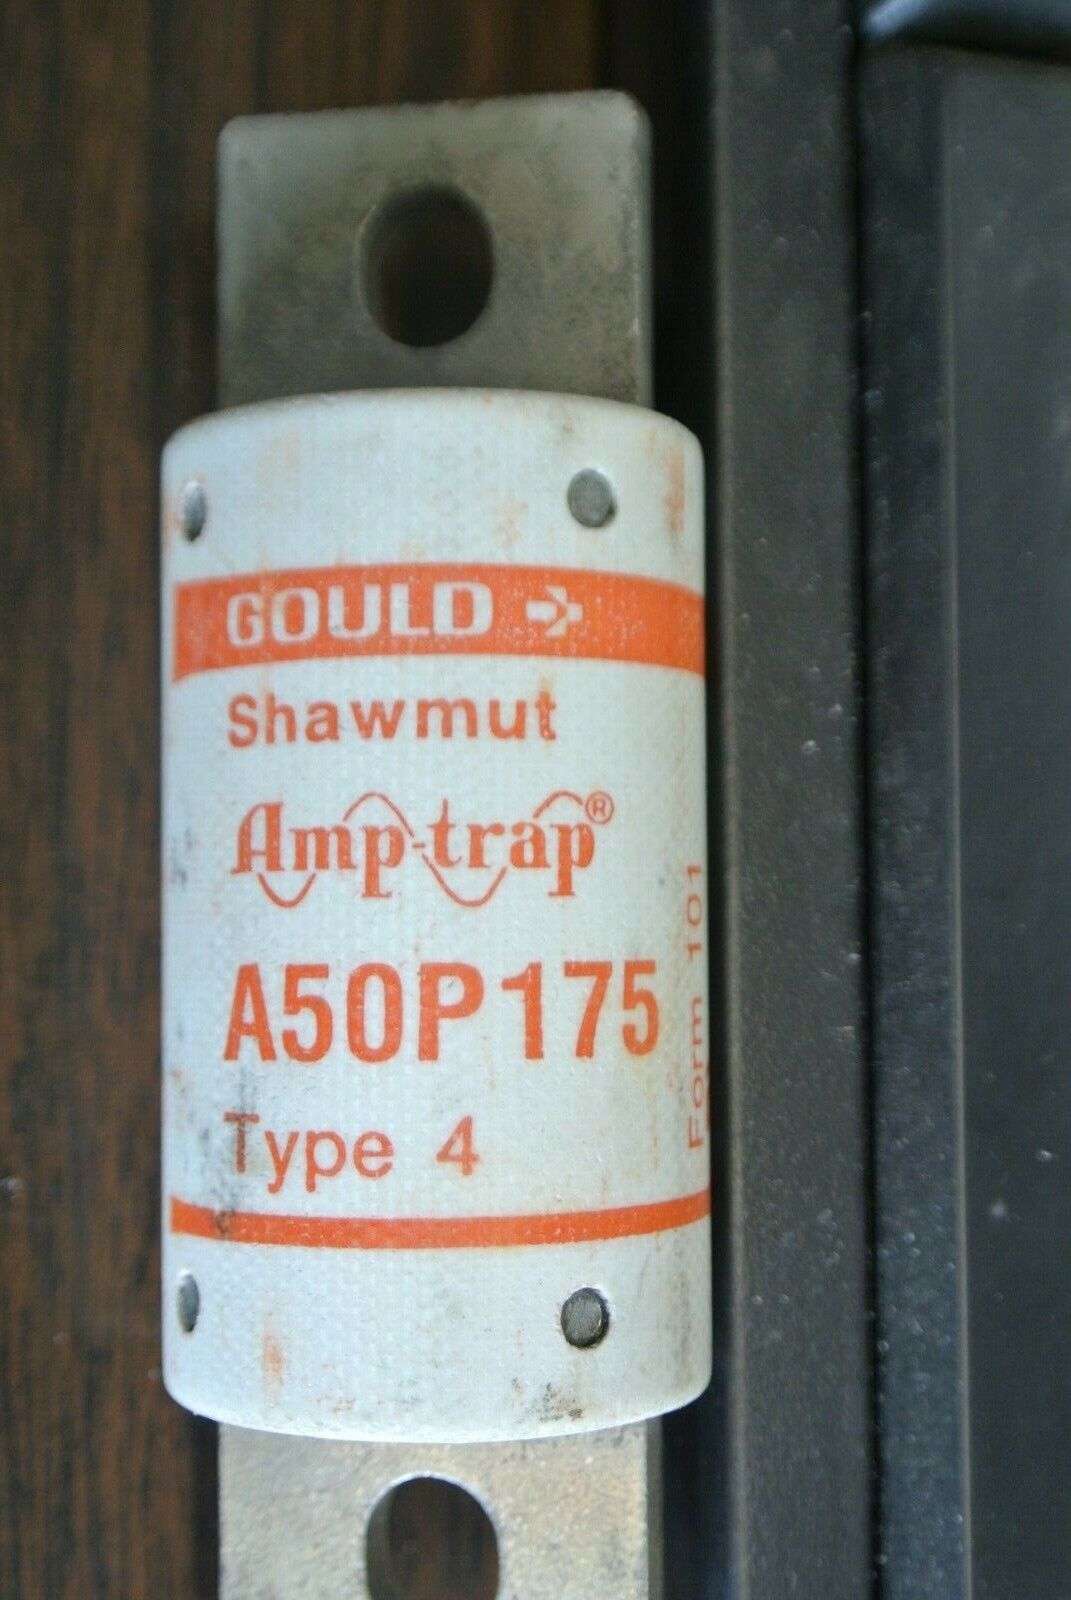 GOULD
Shawmut
Amp-trap®
A50P175
Type 4
Form 101